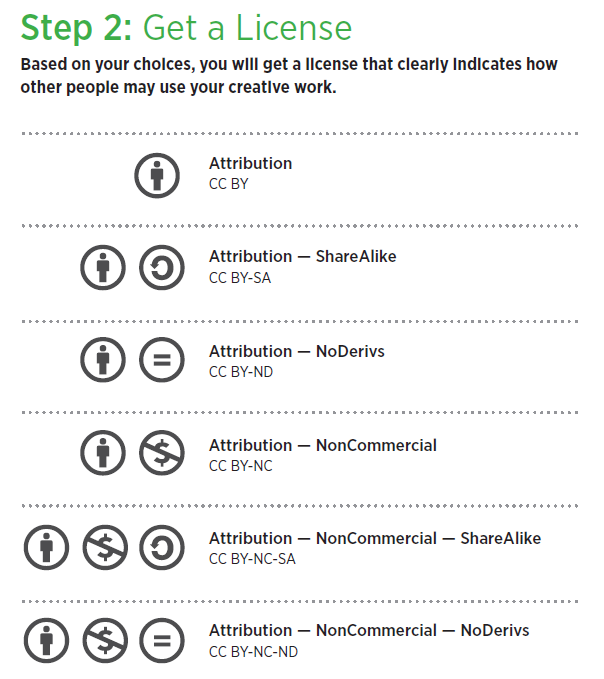 Step 2: Get a License
Based on your choices, you will get a license that clearly indicates how
other people may use your creative work.
Attribution
CC BY
Attribution — ShareAlike
CC BY-SA
Attribution — NoDerivs
CC BY-ND
Attribution — NonCommercial
CC BY-NC
Attribution — NonCommercial — ShareAlike
CC BY-NC-SA
Attribution — NonCommercial — NoDerivs
CC BY-NC-ND